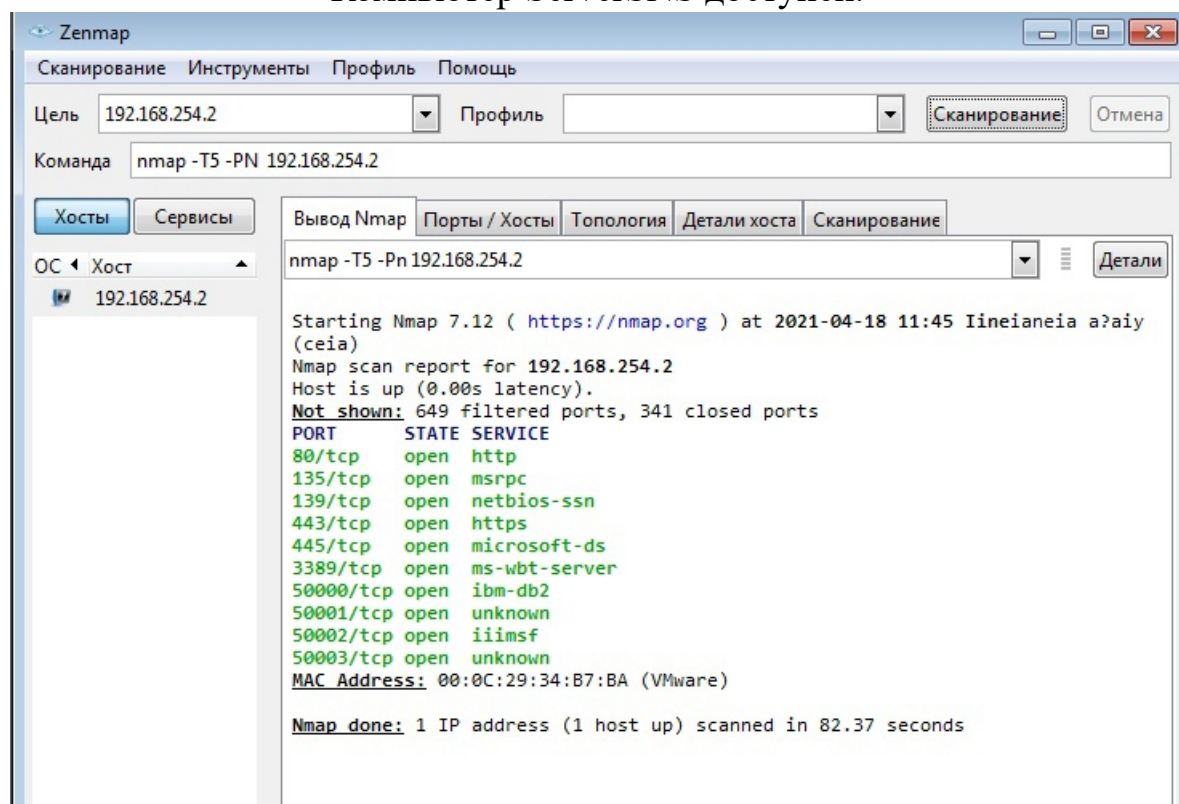 Компьютер ServerSNS доступен.
Zenmap
Сканирование Инструменты Профиль Помощь
Цель 192.168.254.2 Профиль Сканирование Отмена
Команда nmap -T5 -PN 192.168.254.2
Хосты Сервисы Вывод Nmap Порты / Хосты Топология Детали хоста Сканирование
ОС Хост nmap -T5 -Pn 192.168.254.2 Детали
192.168.254.2
Starting Nmap 7.12 ( https://nmap.org ) at 2021-04-18 11:45 Iineianeia a?aiy
(ceia)
Nmap scan report for 192.168.254.2
Host is up (0.00s latency).
Not shown: 649 filtered ports, 341 closed ports
PORT STATE SERVICE
80/tcp open http
135/tcp open msrpc
139/tcp open netbios-ssn
443/tcp open https
445/tcp open microsoft-ds
3389/tcp open ms-wbt-server
50000/tcp open ibm-db2
50001/tcp open unknown
50002/tcp open iiimsf
50003/tcp open unknown
MAC Address: 00:0C:29:34:B7:BA (VMware)
Nmap done: 1 IP address (1 host up) scanned in 82.37 seconds